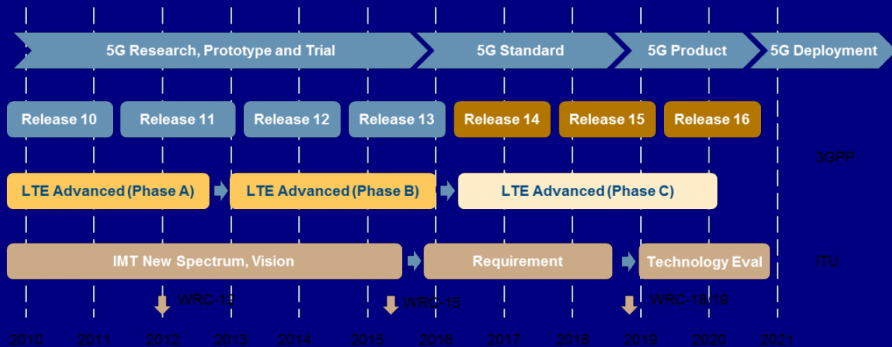 5G Research, Prototype and Trial
5G Standard
5G Product
5G Deployment
Release 10
Release 11
Release 12
Release 13
Release 14
Release 15
Release 16
3GPP
LTE Advanced (Phase A)
LTE Advanced (Phase B)
LTE Advanced (Phase C)
IMT New Spectrum, Vision
Requirement
Technology Eval
ITU
WRC-12
WRC-15
WRC-18/19
2010
2011
2012
2013
2014
2015
2016
2017
2018
2019
2020
2021